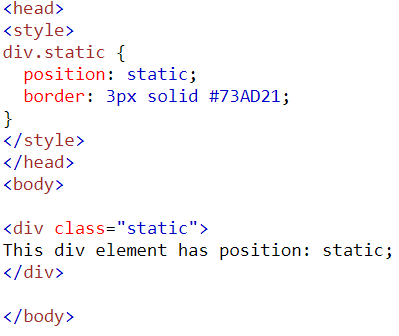 <head>
<style>
div.static {
  position: static;
  border: 3px solid #73AD21;
}
</style>
</head>
<body>

<div class="static">
This div element has position: static;
</div>

</body>